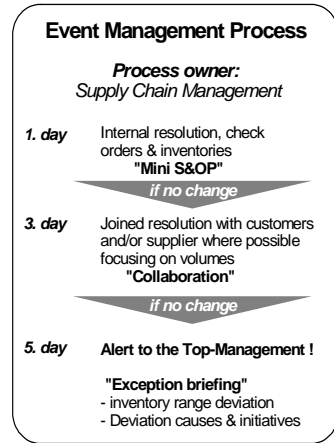 Event Management Process
Process owner:
Supply Chain Management
1. day Internal resolution, check
orders & inventories
"Mini S&OP"
if no change
3. day Joined resolution with customers
and/or supplier where possible
focusing on volumes
"Collaboration"
if no change
5. day Alert to the Top-Management !
"Exception briefing"
- inventory range deviation
- Deviation causes & initiatives